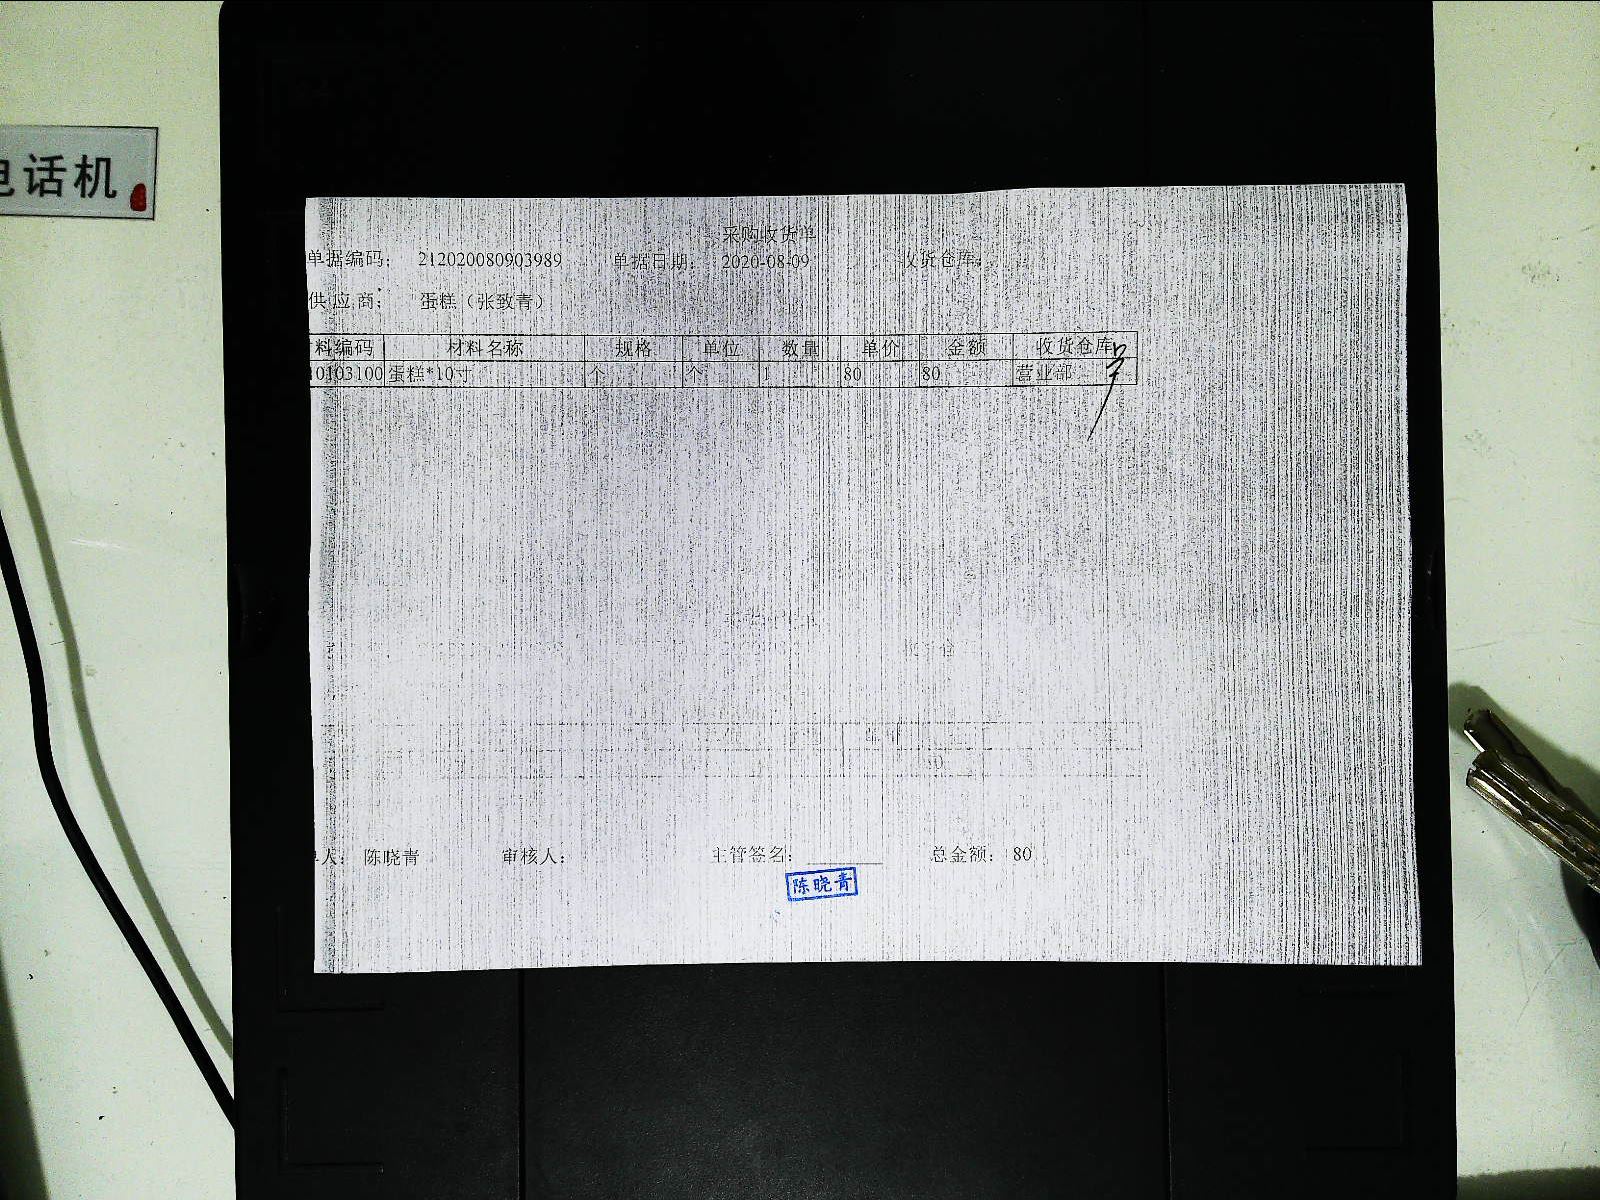 话机
采购收货单
单据编码： 212020080903989 单据日期： 2020-08-09 收货仓库：
供应商： 蛋糕（张致青）
料编码 材料名称 规格 单位 数量 单价 金额 收货仓库
10103100 蛋糕*10寸 个 个 1 80 80 营业部
人： 陈晓青 审核人： 主管签名： 总金额： 80
陈晓青